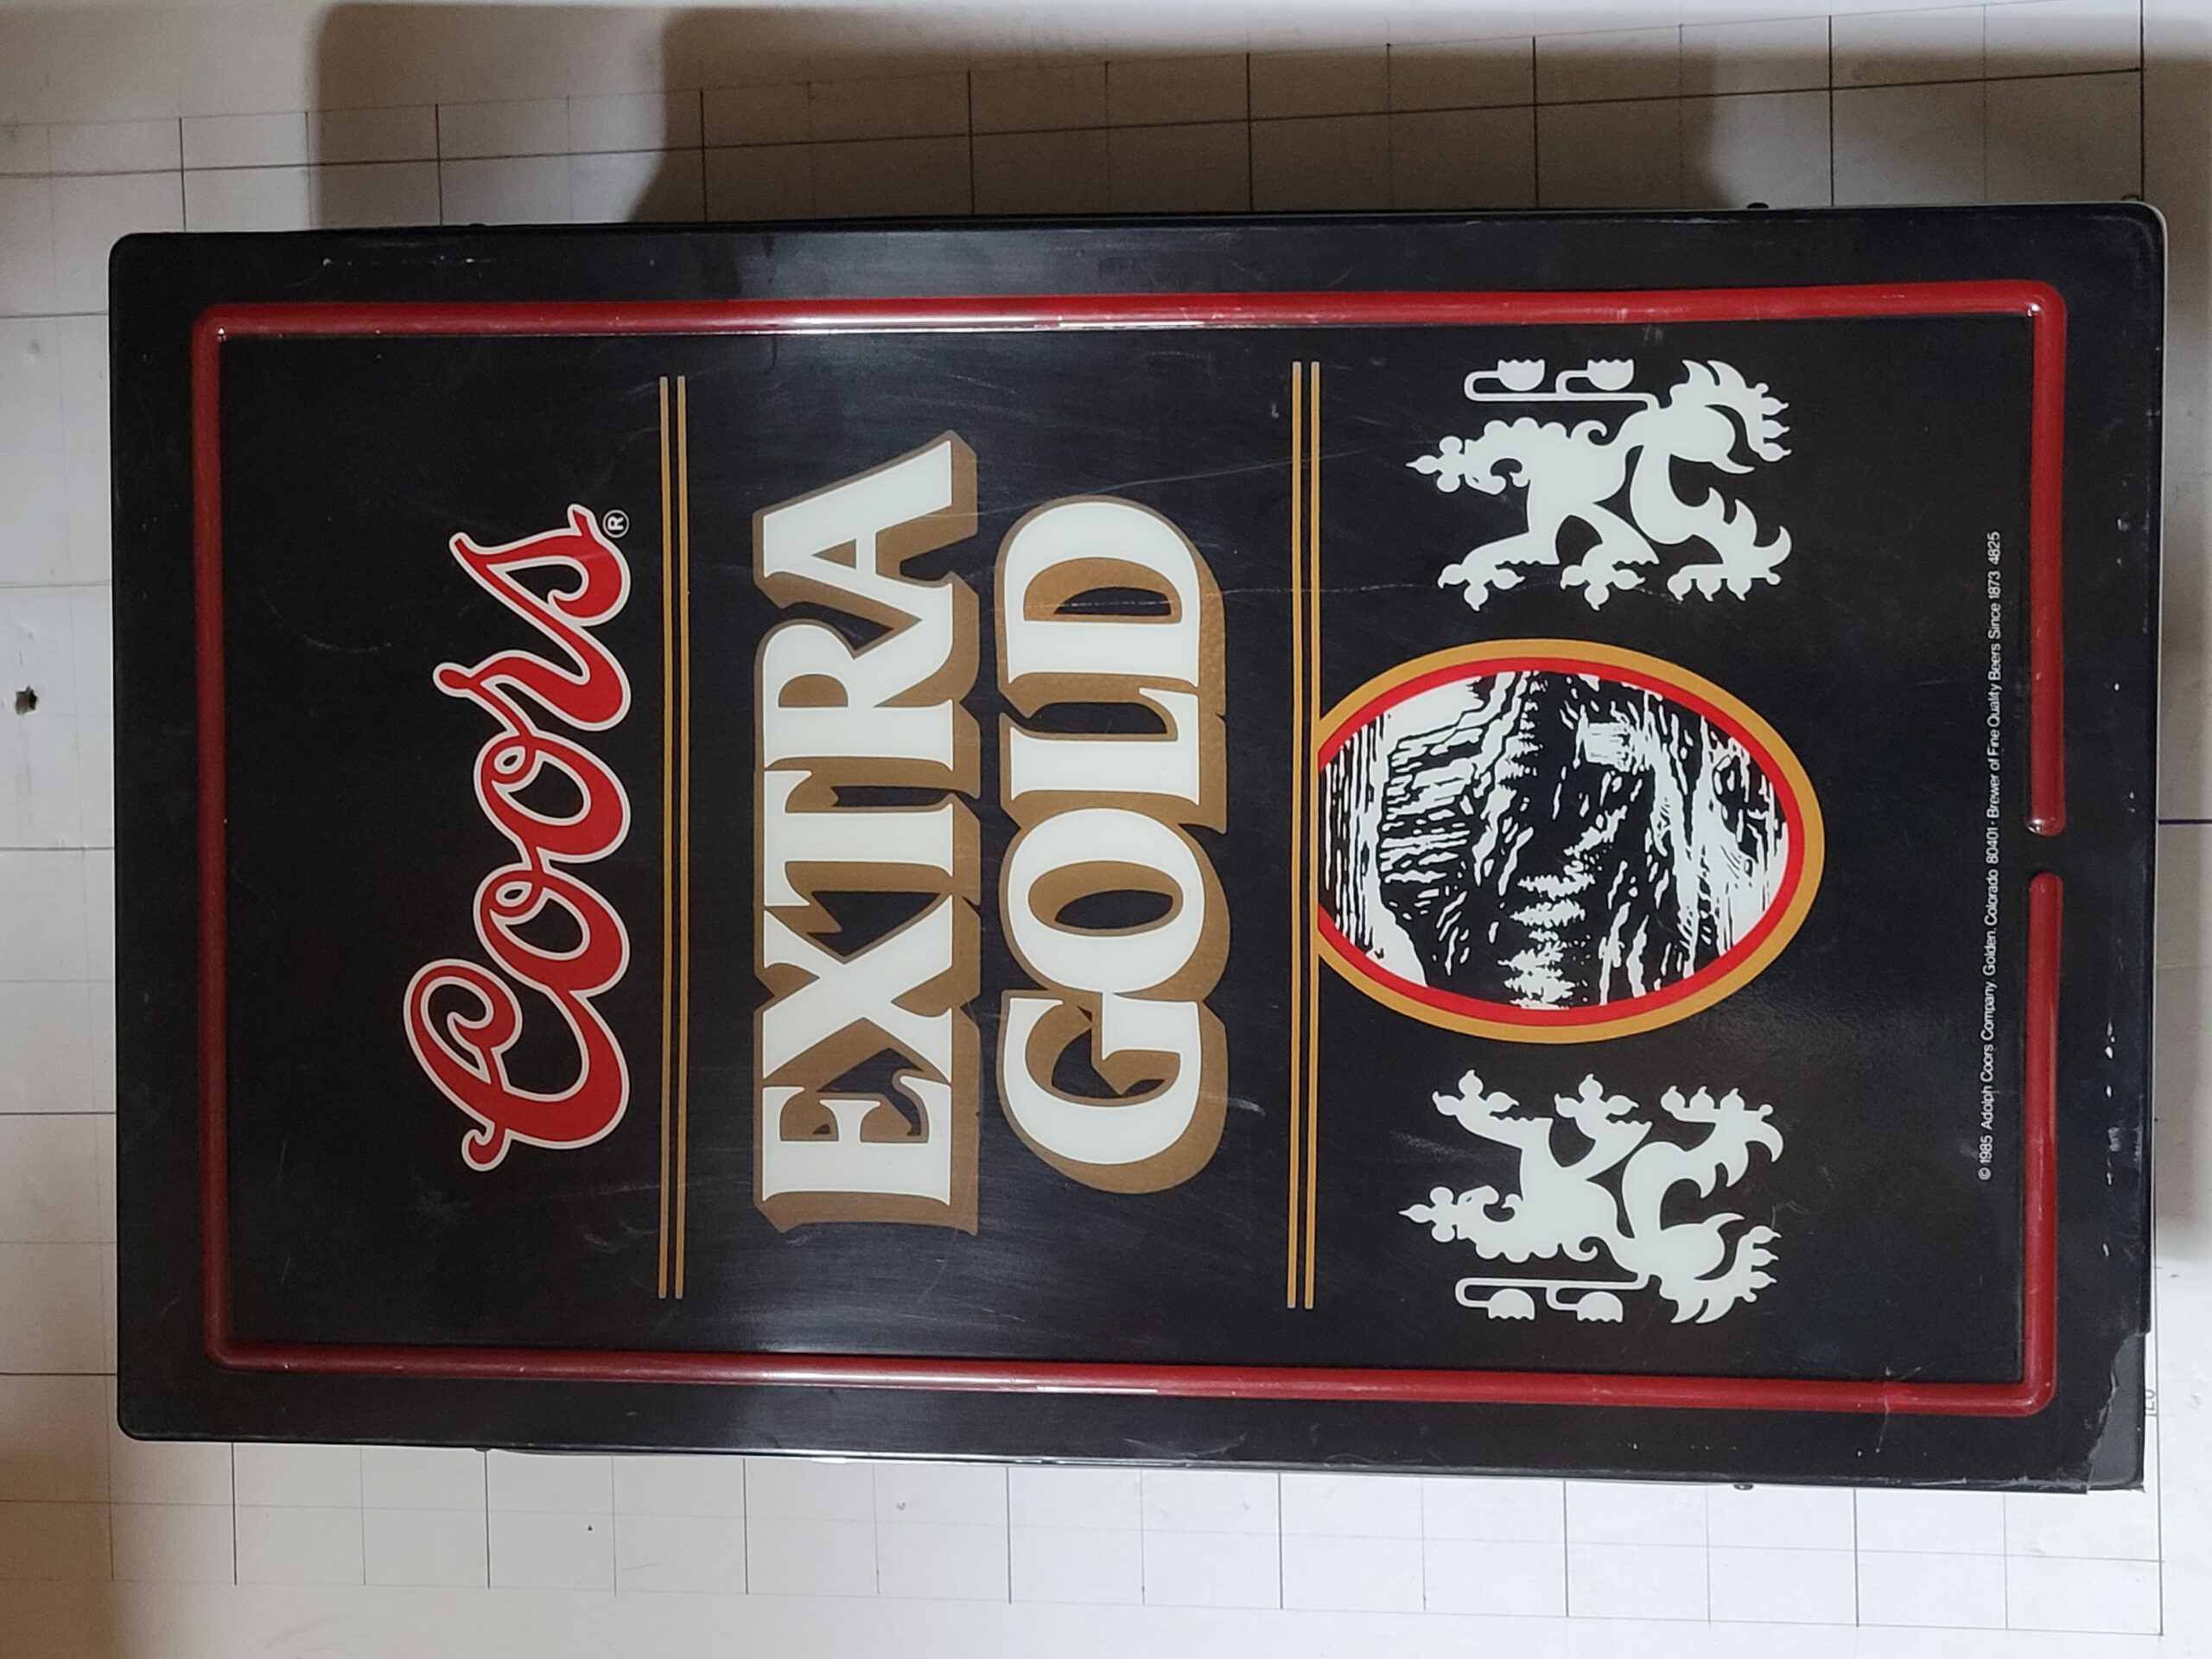 Coors®
EXTRA
GOLD
© 1985 Adolph Coors Company, Golden, Colorado 80401 · Brewer of Fine Quality Beers Since 1873 4825